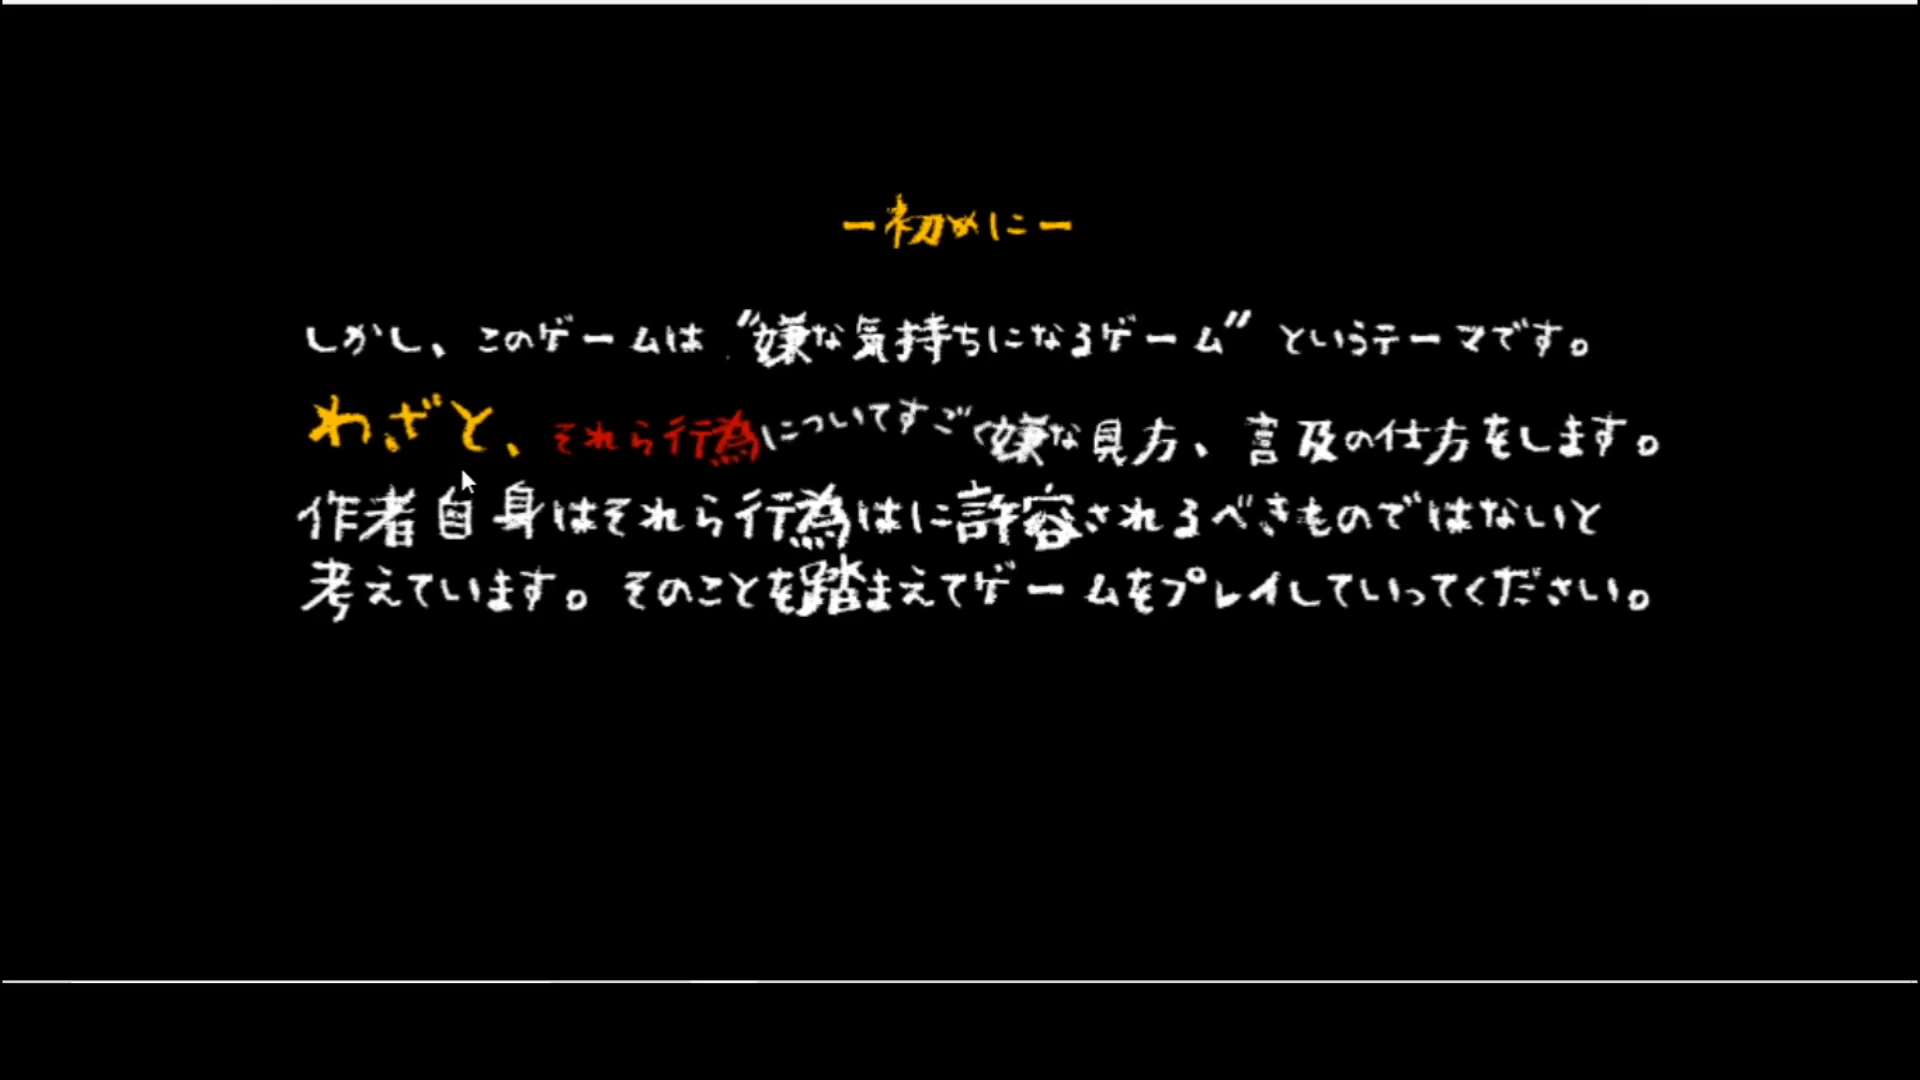 ー初めにー
しかし、このゲームは〝嫌な気持ちになるゲーム〞というテーマです。
わざと、それら行為についてすごく嫌な見方、言及の仕方をします。
作者自身はそれら行為はに許容されるべきものではないと
考えています。そのことを踏まえてゲームをプレイしていってください。